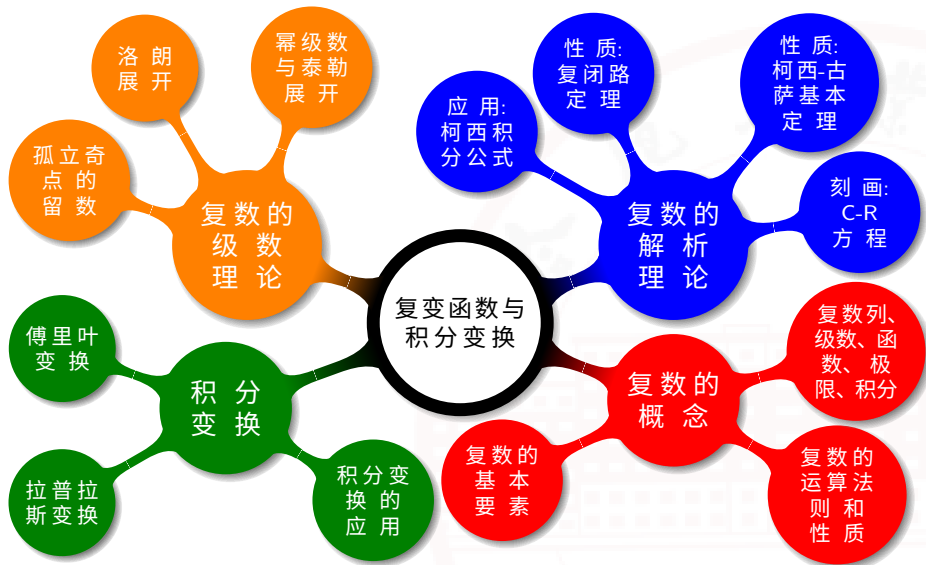 洛朗
展开
幂级数
与泰勒
展开
孤立奇
点的
留数
复数的
级数
理论
性质:
复闭路
定理
性质:
柯西-古
萨基本
定理
应用:
柯西积
分公式
刻画:
C-R
方程
复数的
解析
理论
复变函数与
积分变换
傅里叶
变换
积分
变换
拉普拉
斯变换
积分变
换的
应用
复数列、
级数、函
数、极
限、积分
复数的
概念
复数的
基本
要素
复数的
运算法
则和
性质